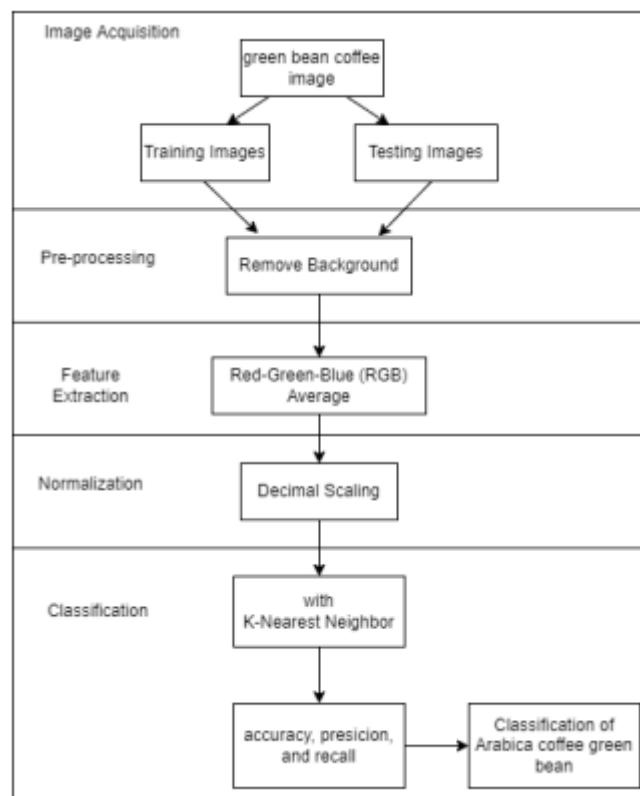 Image Acquisition
green bean coffee
image
Training Images
Testing Images
Pre-processing
Remove Background
Feature
Extraction
Red-Green-Blue (RGB)
Average
Normalization
Decimal Scaling
Classification
with
K-Nearest Neighbor
accuracy, presicion,
and recall
Classification of
Arabica coffee green
bean